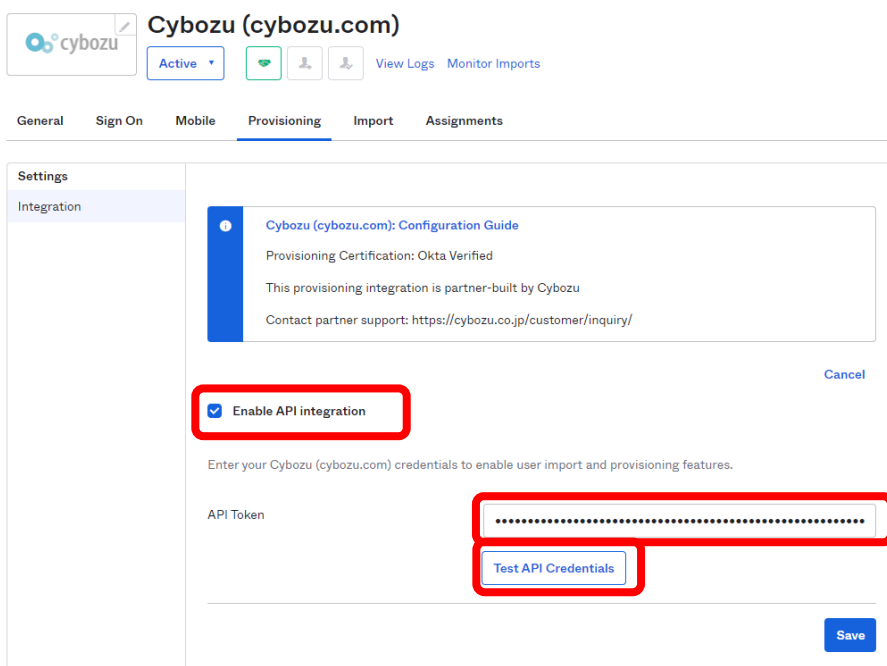 cybozu
Cybozu (cybozu.com)
Active
View Logs Monitor Imports
General Sign On Mobile Provisioning Import Assignments
Settings
Integration
Cybozu (cybozu.com): Configuration Guide
Provisioning Certification: Okta Verified
This provisioning integration is partner-built by Cybozu
Contact partner support: https://cybozu.co.jp/customer/inquiry/
Cancel
Enable API integration
Enter your Cybozu (cybozu.com) credentials to enable user import and provisioning features.
API Token
Test API Credentials
Save